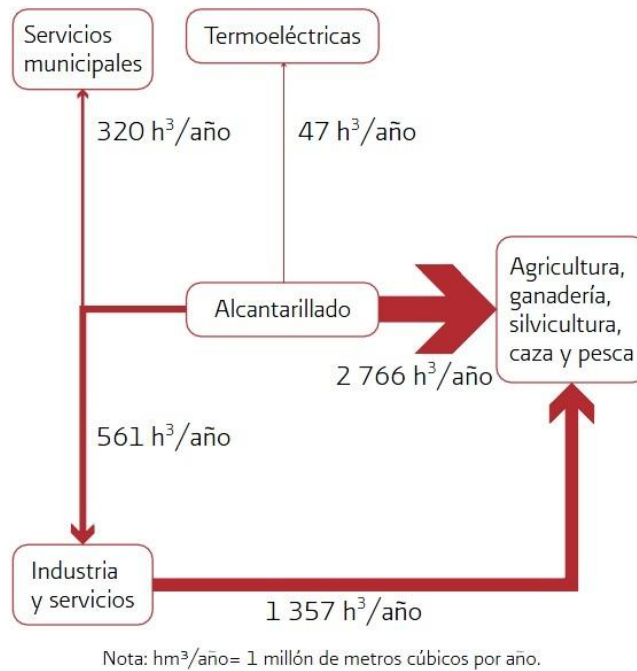 Servicios
municipales
Termoeléctricas
320 h³/año
47 h³/año
Alcantarillado
Agricultura,
ganadería,
silvicultura,
caza y pesca
2 766 h³/año
561 h³/año
Industria
y servicios
1 357 h³/año
Nota: hm³/año= 1 millón de metros cúbicos por año.